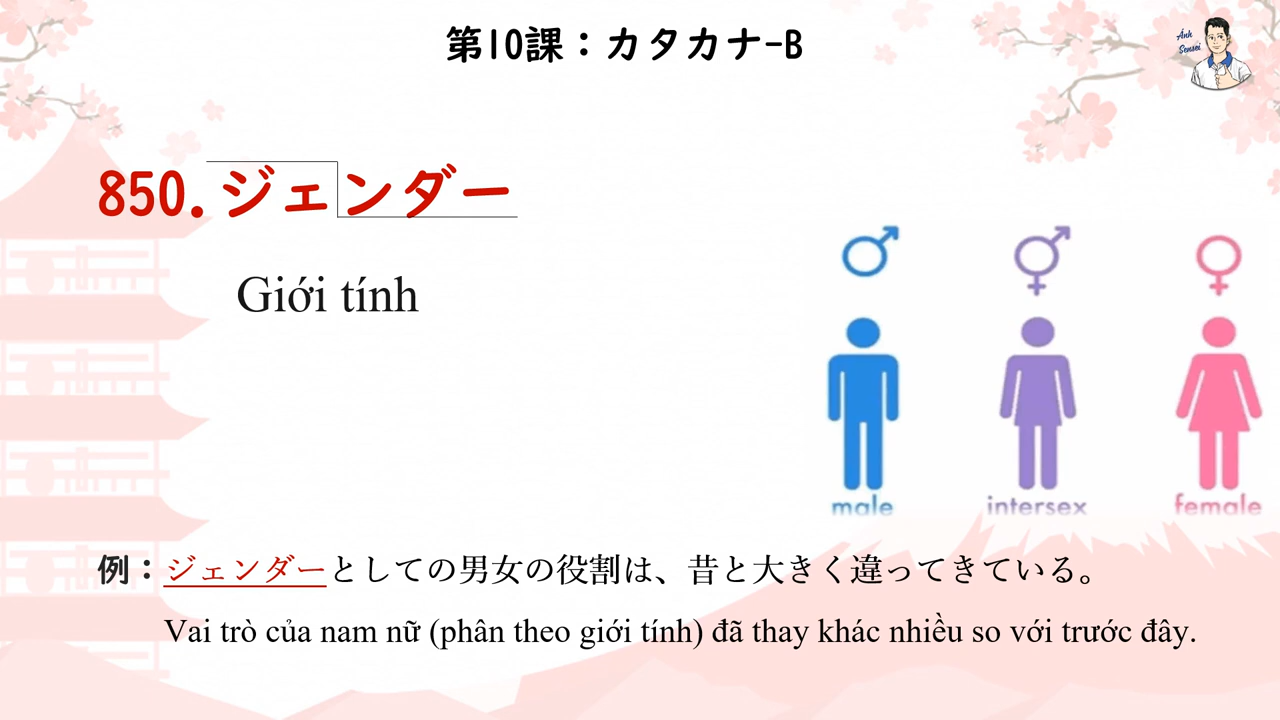 第10課：カタカナ-B
Anh
Sensei
850.ジェンダー
Giới tính
male intersex female
例：ジェンダーとしての男女の役割は、昔と大きく違ってきている。
Vai trò của nam nữ (phân theo giới tính) đã thay khác nhiều so với trước đây.